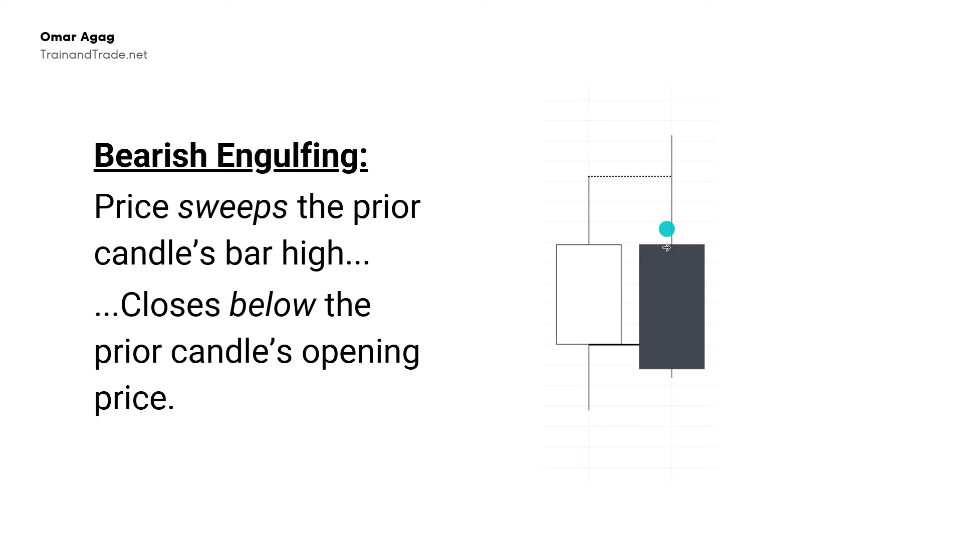 Omar Agag
TrainandTrade.net
Bearish Engulfing:
Price sweeps the prior
candle’s bar high...
...Closes below the
prior candle’s opening
price.